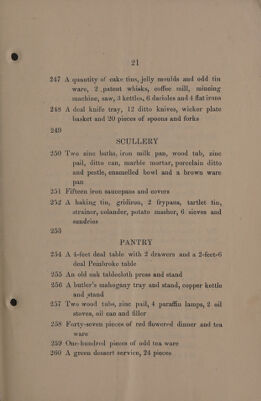 21
247 A quantity of cake tins, jelly moulds and odd tin
ware, 2 patent whisks, coffee mill, mincing
machine, saw, 3 kettles, 6 darioles and 4 flat irons
248 A deal knife tray, 12 ditto knives, wicker plate
basket and 20 pieces of spoons and forks
249
SCULLERY
250 Two zinc baths, iron milk pan, wood tub, zinc
pail, ditto can, marble mortar, porcelain ditto
and pestle, enamelled bowl and a brown ware
pan
251 Fifteen iron saucepans and covers
252 A baking tin, gridiron, 2 frypans, tartlet tin,
strainer, colander, potato masher, 6 sieves and
sundries
253
PANTRY
254 A 4-feet deal table with 2 drawers and a 2-feet-6
deal Pembroke table
255 An old oak tablecloth press and stand
256 A butler's mahogany tray and stand, copper kettle
and stand
257 Two wood tubs, zinc pail, 4 paraffin lamps, 2 oil
stoves, oil can and filler
258 Forty-seven pieces of red flowered dinner and tea
ware
259 One hundred pieces of odd tea ware
260 A green dessert service, 24 pieces